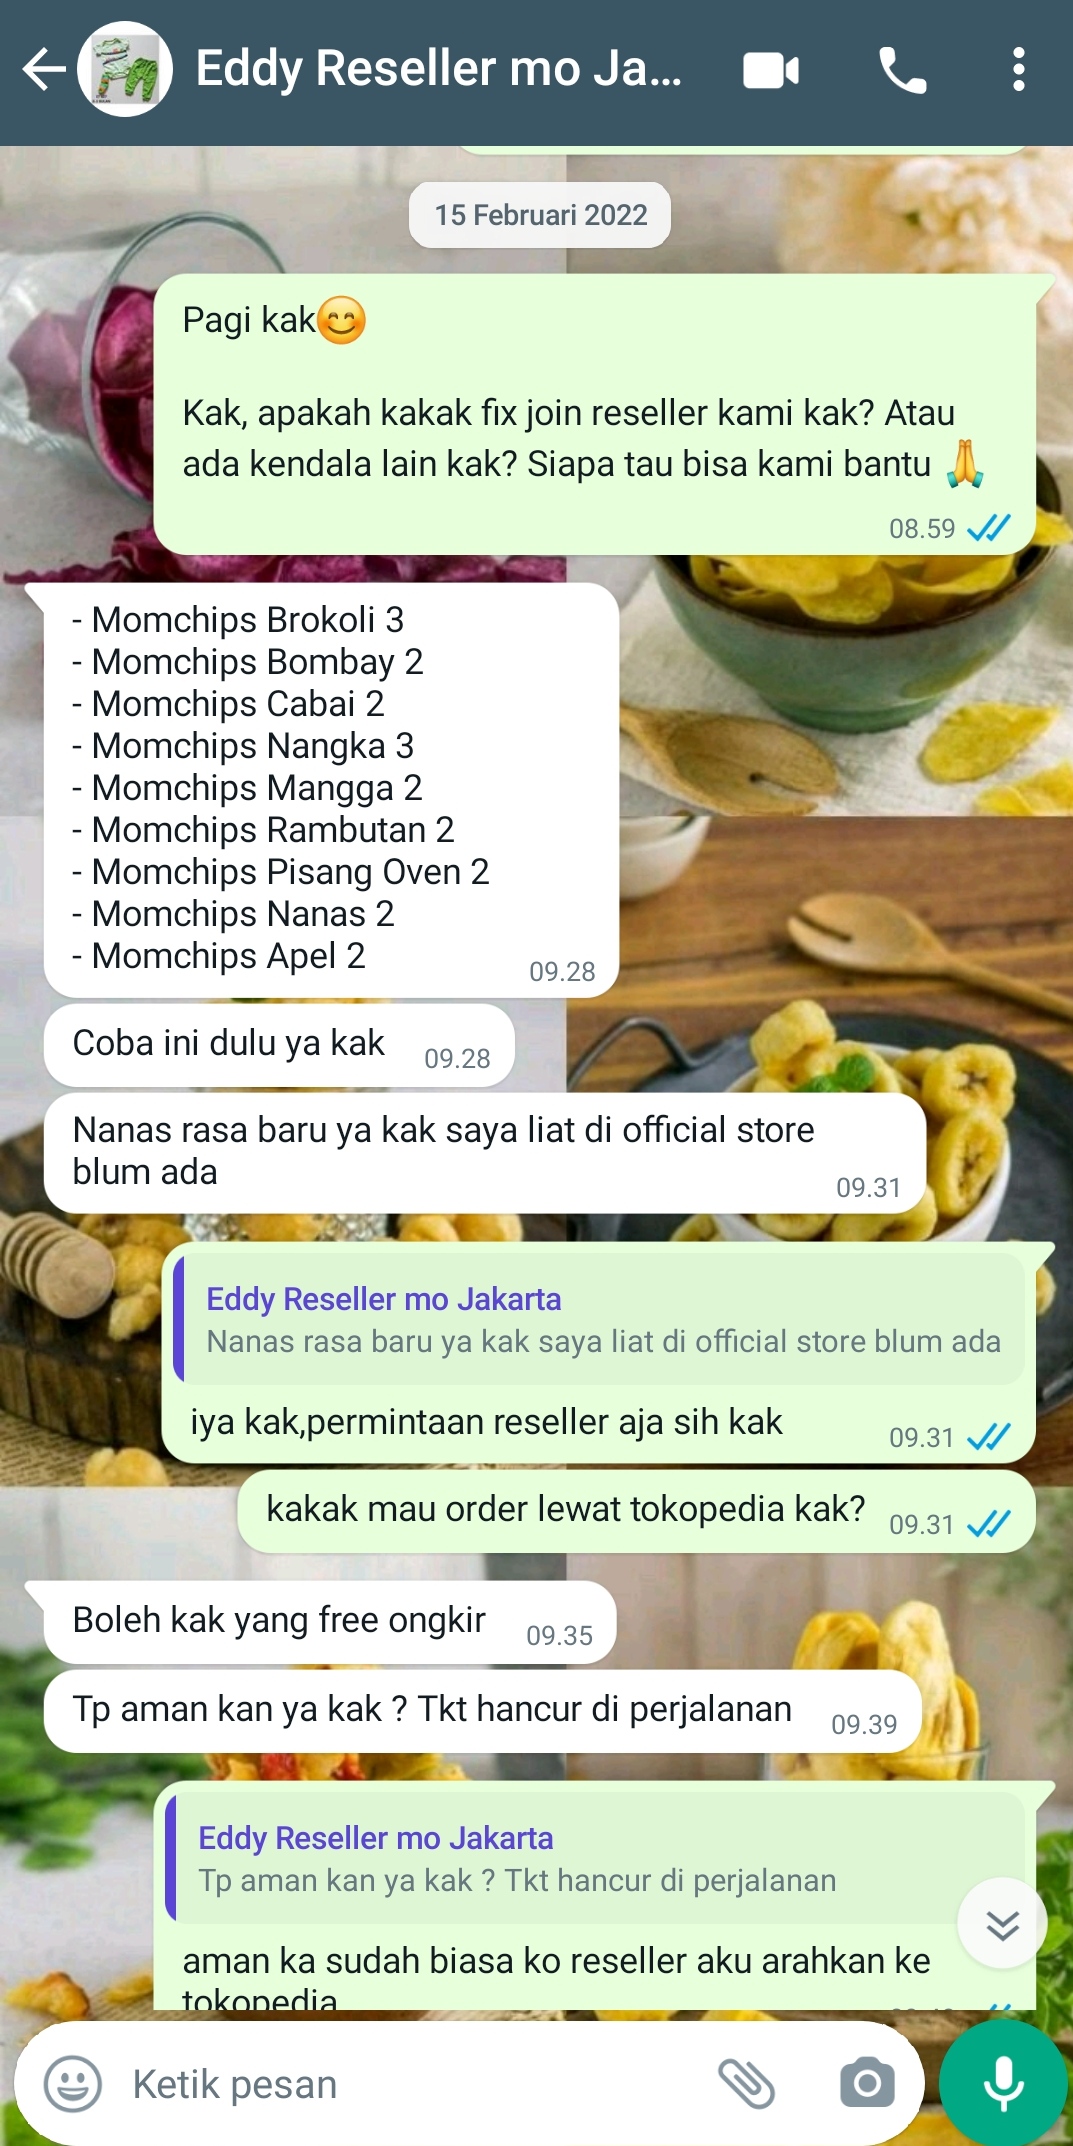 Eddy Reseller mo Ja...
15 Februari 2022
Pagi kak😊
Kak, apakah kakak fix join reseller kami kak? Atau
ada kendala lain kak? Siapa tau bisa kami bantu 🙏
08.59
- Momchips Brokoli 3
- Momchips Bombay 2
- Momchips Cabai 2
- Momchips Nangka 3
- Momchips Mangga 2
- Momchips Rambutan 2
- Momchips Pisang Oven 2
- Momchips Nanas 2
- Momchips Apel 2
09.28
Coba ini dulu ya kak
09.28
Nanas rasa baru ya kak saya liat di official store
blum ada
09.31
Eddy Reseller mo Jakarta
Nanas rasa baru ya kak saya liat di official store blum ada
iya kak,permintaan reseller aja sih kak
09.31
kakak mau order lewat tokopedia kak?
09.31
Boleh kak yang free ongkir
09.35
Tp aman kan ya kak ? Tkt hancur di perjalanan
09.39
Eddy Reseller mo Jakarta
Tp aman kan ya kak ? Tkt hancur di perjalanan
aman ka sudah biasa ko reseller aku arahkan ke
tokopedia
Ketik pesan